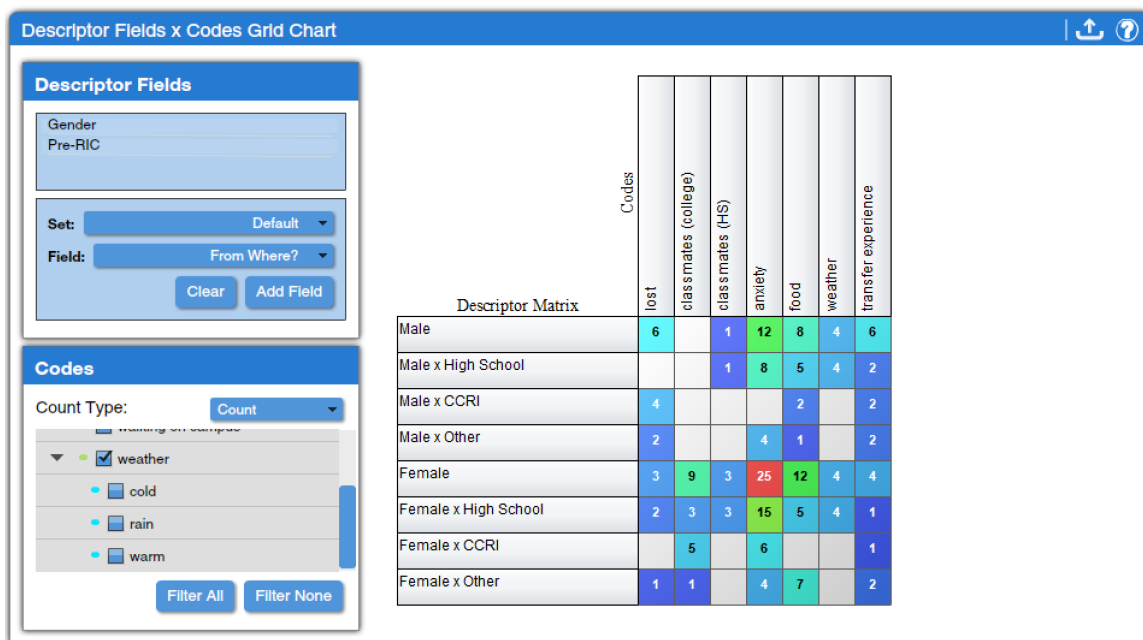 Descriptor Fields x Codes Grid Chart
Descriptor Fields
Gender
Pre-RIC
Set: Default
Field: From Where?
Clear Add Field
Codes
Count Type: Count
walking on campus
weather
cold
rain
warm
Filter All Filter None
Codes
Descriptor Matrix
lost
classmates (college)
classmates (HS)
anxiety
food
weather
transfer experience
Male 6 1 12 8 4 6
Male x High School 1 8 5 4 2
Male x CCRI 4 2 2
Male x Other 2 4 1 2
Female 3 9 3 25 12 4 4
Female x High School 2 3 3 15 5 4 1
Female x CCRI 5 6 1
Female x Other 1 1 4 7 2